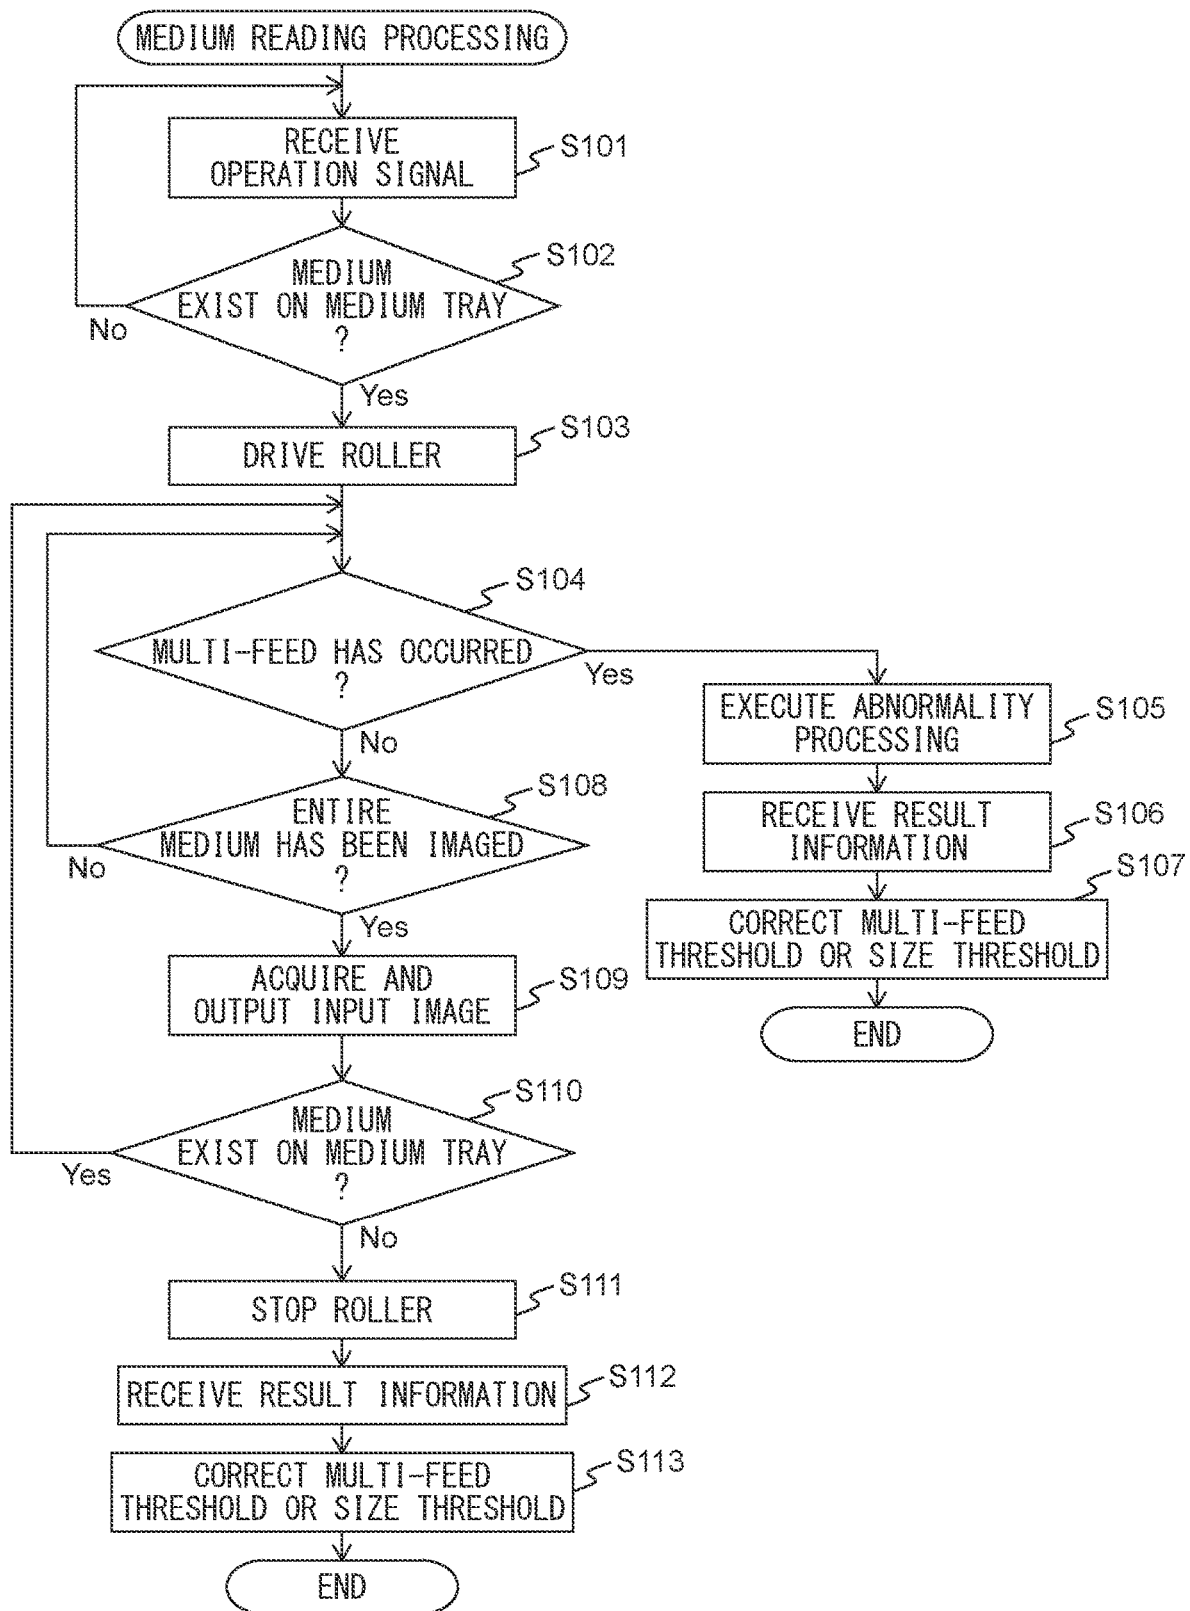 MEDIUM READING PROCESSING
RECEIVE
OPERATION SIGNAL
S101
MEDIUM
EXIST ON MEDIUM TRAY
?
S102
No
Yes
DRIVE ROLLER
S103
MULTI-FEED HAS OCCURRED
?
S104
Yes
No
EXECUTE ABNORMALITY
PROCESSING
S105
RECEIVE RESULT
INFORMATION
S106
CORRECT MULTI-FEED
THRESHOLD OR SIZE THRESHOLD
S107
END
ENTIRE
MEDIUM HAS BEEN IMAGED
?
S108
No
Yes
ACQUIRE AND
OUTPUT INPUT IMAGE
S109
MEDIUM
EXIST ON MEDIUM TRAY
?
S110
Yes
No
STOP ROLLER
S111
RECEIVE RESULT INFORMATION
S112
CORRECT MULTI-FEED
THRESHOLD OR SIZE THRESHOLD
S113
END